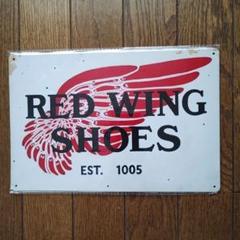 RED WING
SHOES
EST. 1005